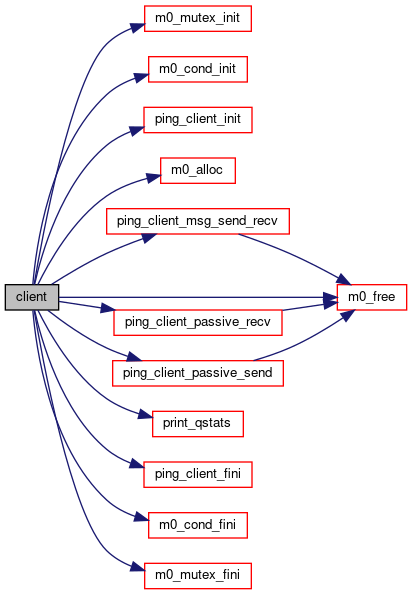 m0_mutex_init
m0_cond_init
ping_client_init
m0_alloc
ping_client_msg_send_recv
client
m0_free
ping_client_passive_recv
ping_client_passive_send
print_qstats
ping_client_fini
m0_cond_fini
m0_mutex_fini